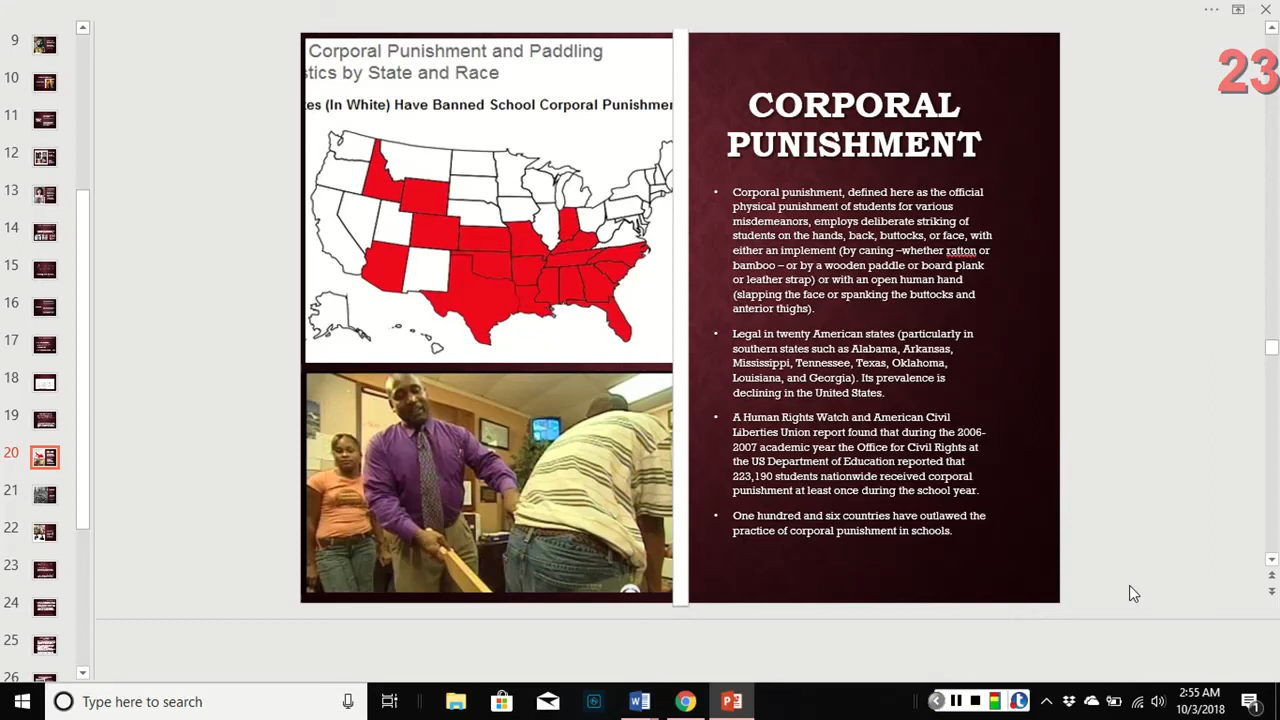 23
Corporal Punishment and Paddling
stics by State and Race
tes (In White) Have Banned School Corporal Punishmen
CORPORAL
PUNISHMENT
• Corporal punishment, defined here as the official
physical punishment of students for various
misdemeanors, employs deliberate striking of
students on the hands, back, buttocks, or face, with
either an implement (by caning –whether ratton or
bamboo – or by a wooden paddle or board plank
or leather strap) or with an open human hand
(slapping the face or spanking the buttocks and
anterior thighs).
• Legal in twenty American states (particularly in
southern states such as Alabama, Arkansas,
Mississippi, Tennessee, Texas, Oklahoma,
Louisiana, and Georgia). Its prevalence is
declining in the United States.
• A Human Rights Watch and American Civil
Liberties Union report found that during the 2006-
2007 academic year the Office for Civil Rights at
the US Department of Education reported that
223,190 students nationwide received corporal
punishment at least once during the school year.
• One hundred and six countries have outlawed the
practice of corporal punishment in schools.
9
10
11
12
13
14
15
16
17
18
19
20
21
22
23
24
25
26
Type here to search
2:55 AM
10/3/2018
1